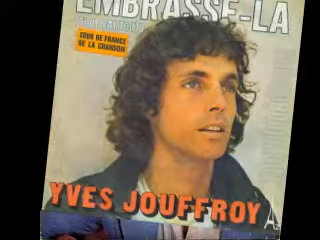 EMBRASSE-LA
TOUR DE FRANCE
DE LA CHANSON
YVES JOUFFROY